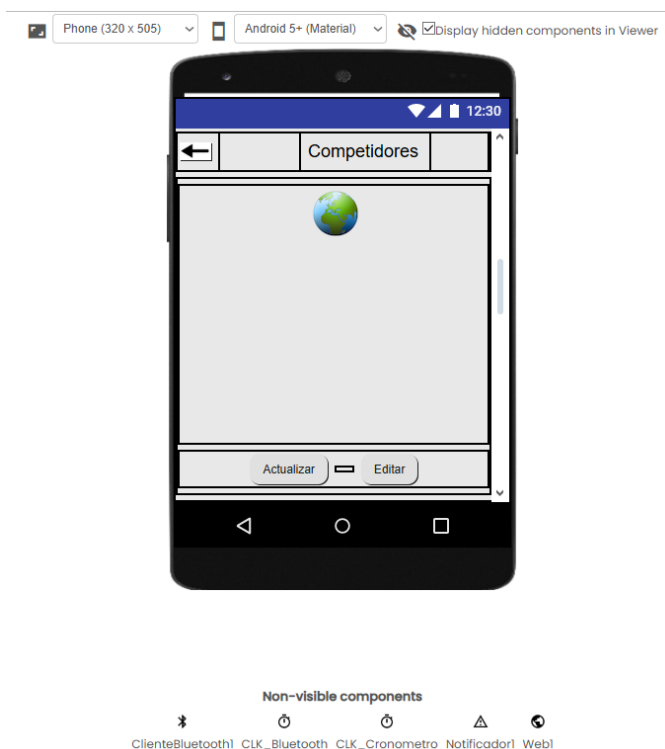 Phone (320 x 505) Android 5+ (Material) Display hidden components in Viewer
12:30
Competidores
Actualizar Editar
Non-visible components
ClienteBluetooth1 CLK_Bluetooth CLK_Cronometro Notificador1 Web1